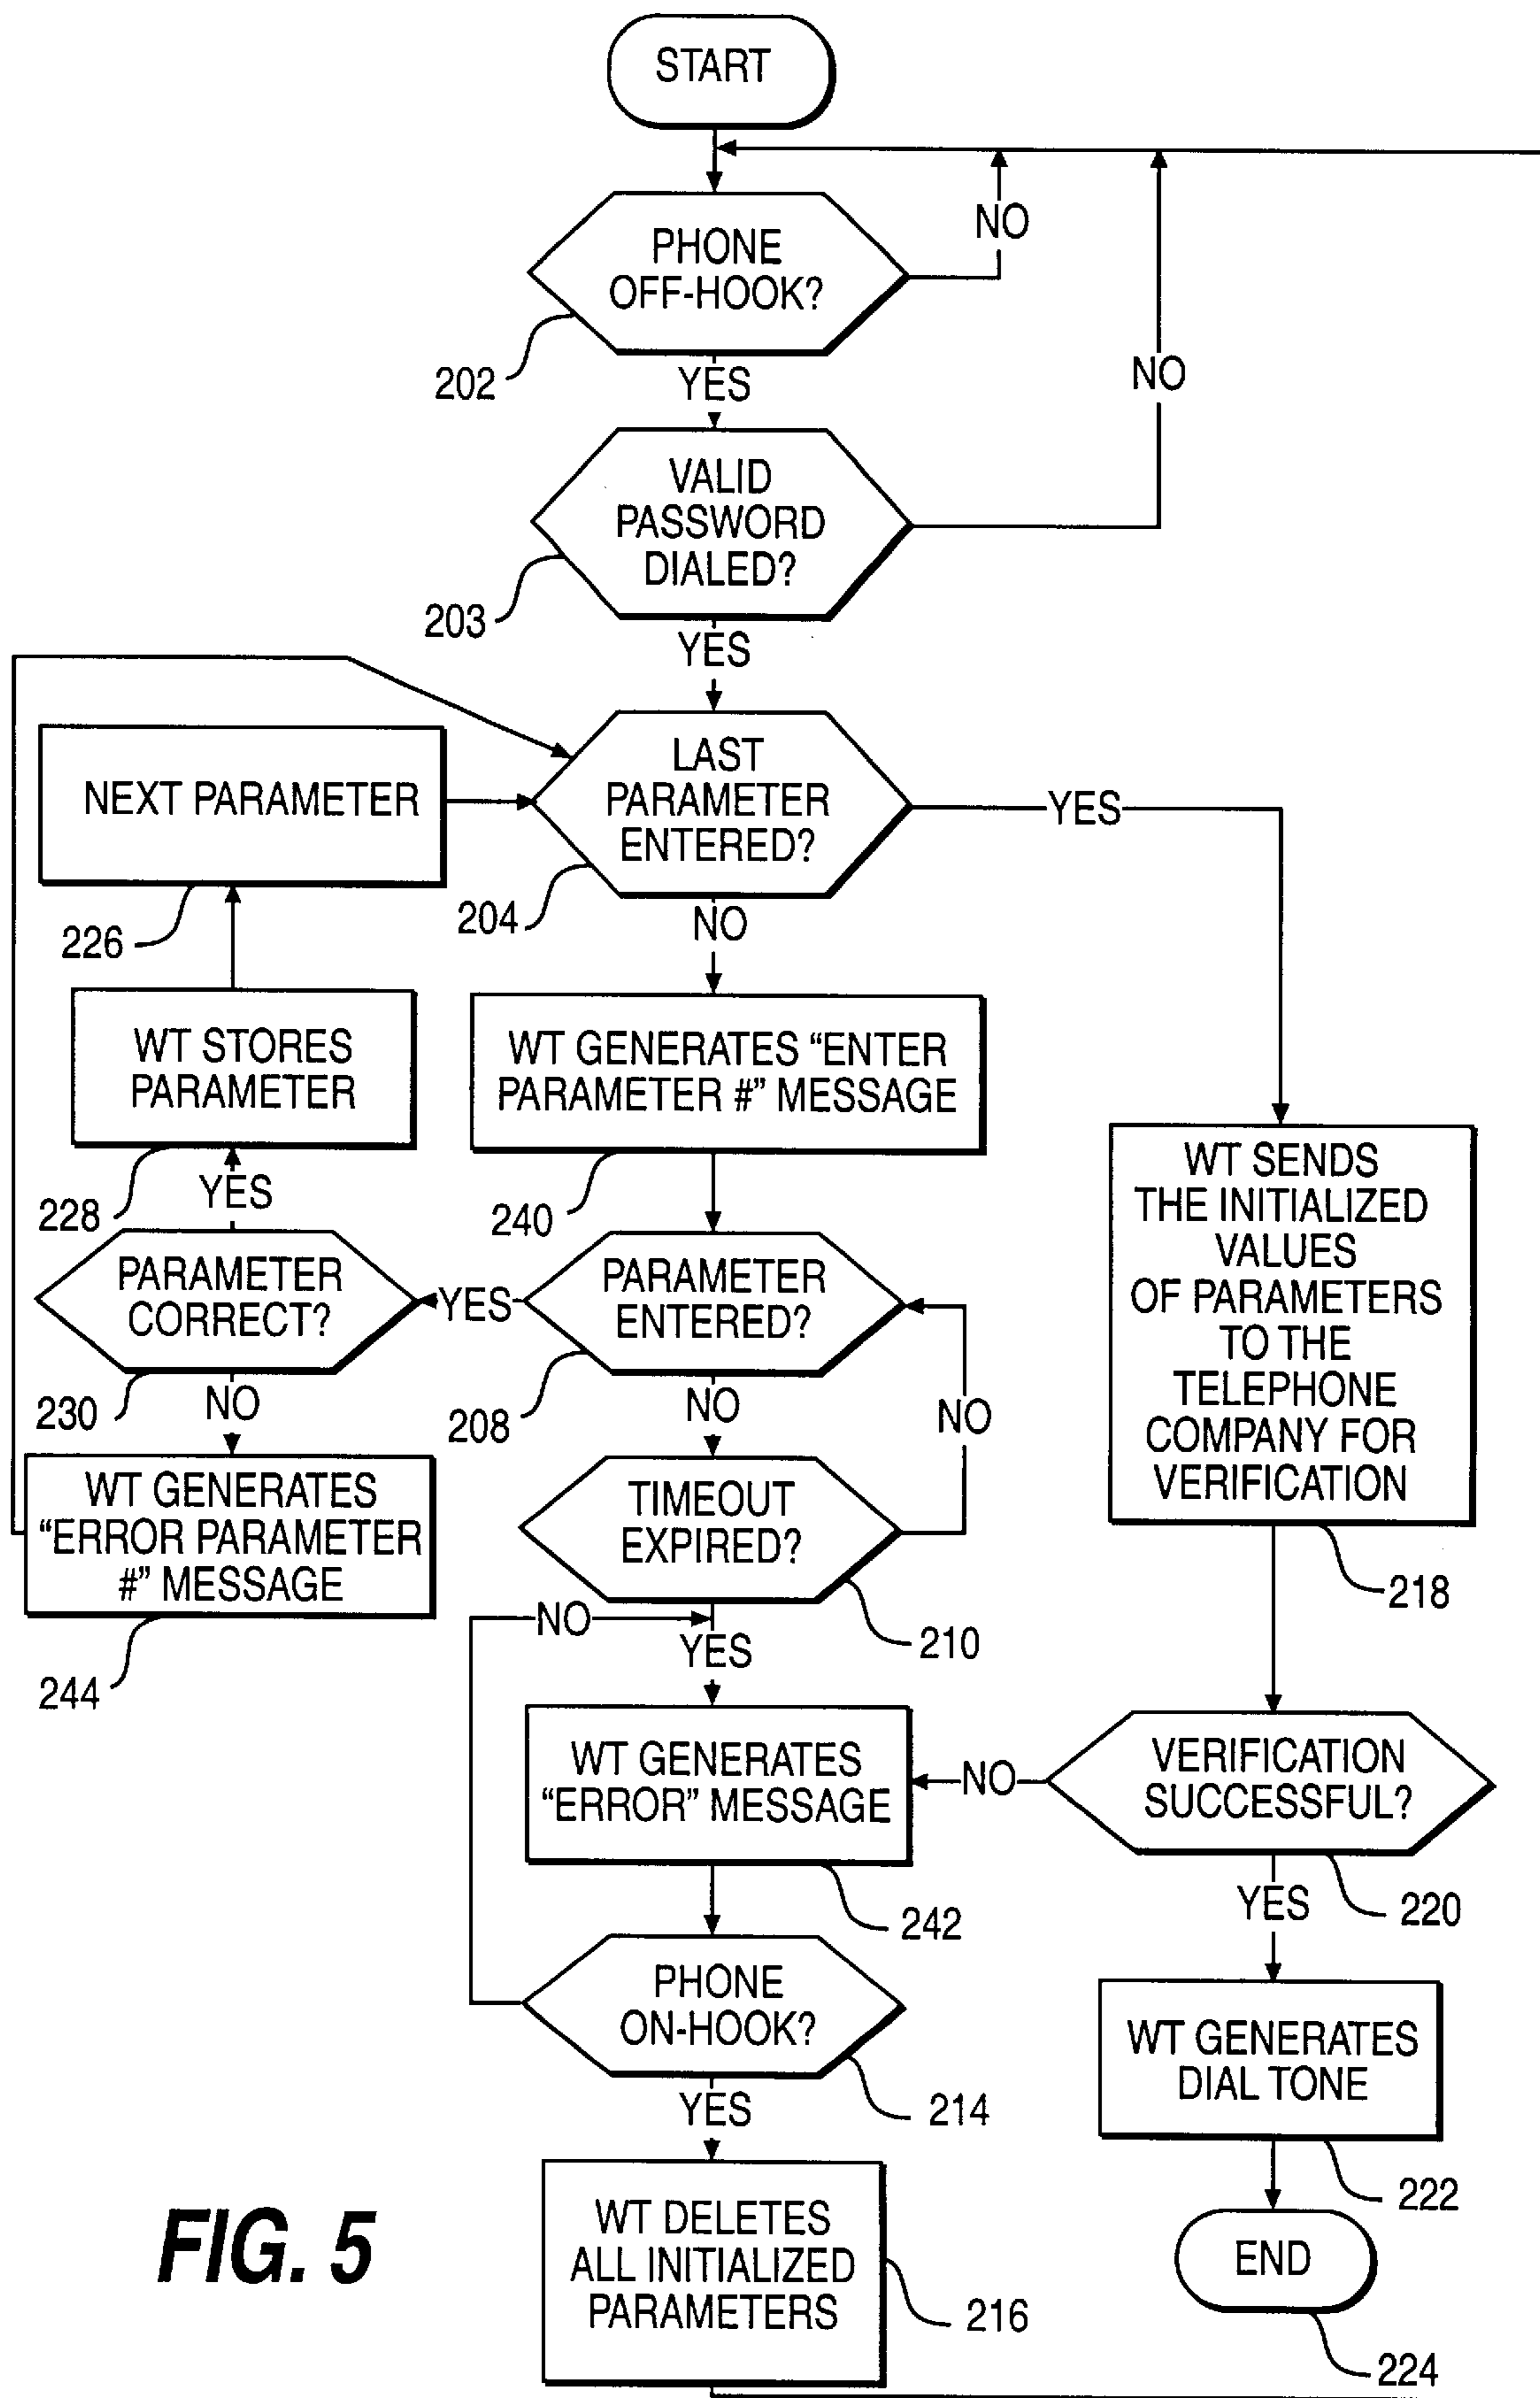 START
PHONE
OFF-HOOK?
NO
202
YES
NO
VALID
PASSWORD
DIALED?
203
YES
NEXT PARAMETER
LAST
PARAMETER
ENTERED?
YES
226
204
NO
WT STORES
PARAMETER
WT GENERATES “ENTER
PARAMETER #” MESSAGE
WT SENDS
THE INITIALIZED
VALUES
OF PARAMETERS
TO THE
TELEPHONE
COMPANY FOR
VERIFICATION
228
YES
240
PARAMETER
CORRECT?
YES
PARAMETER
ENTERED?
230
NO
208
NO
NO
WT GENERATES
“ERROR PARAMETER
#” MESSAGE
TIMEOUT
EXPIRED?
218
244
NO
YES
210
WT GENERATES
“ERROR” MESSAGE
NO
VERIFICATION
SUCCESSFUL?
242
YES
220
PHONE
ON-HOOK?
WT GENERATES
DIAL TONE
YES
214
222
WT DELETES
ALL INITIALIZED
PARAMETERS
216
END
224
FIG. 5